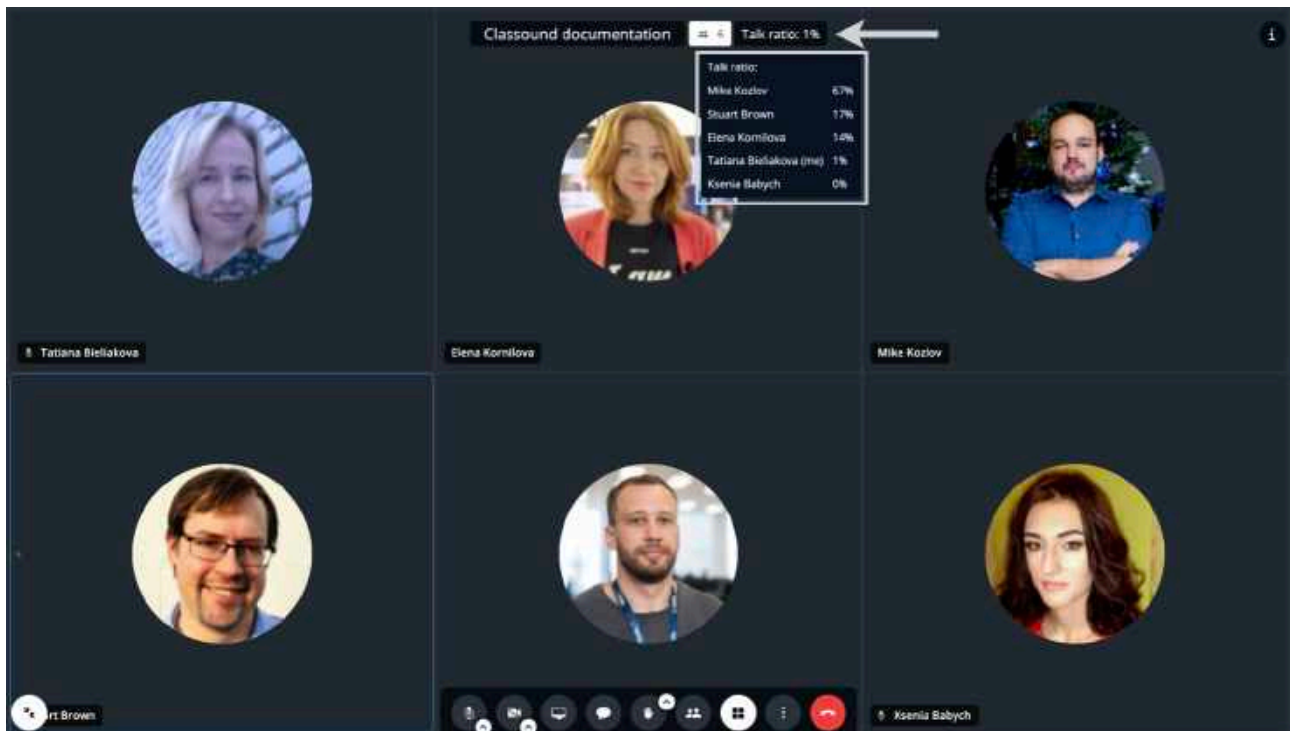 Classound documentation
6
Talk ratio: 1%
i
Talk ratio:
Mike Kozlov 67%
Stuart Brown 17%
Elena Kornilova 14%
Tatiana Bieliakova (me) 1%
Ksenia Babych 0%
Tatiana Bieliakova
Elena Kornilova
Mike Kozlov
rt Brown
Ksenia Babych